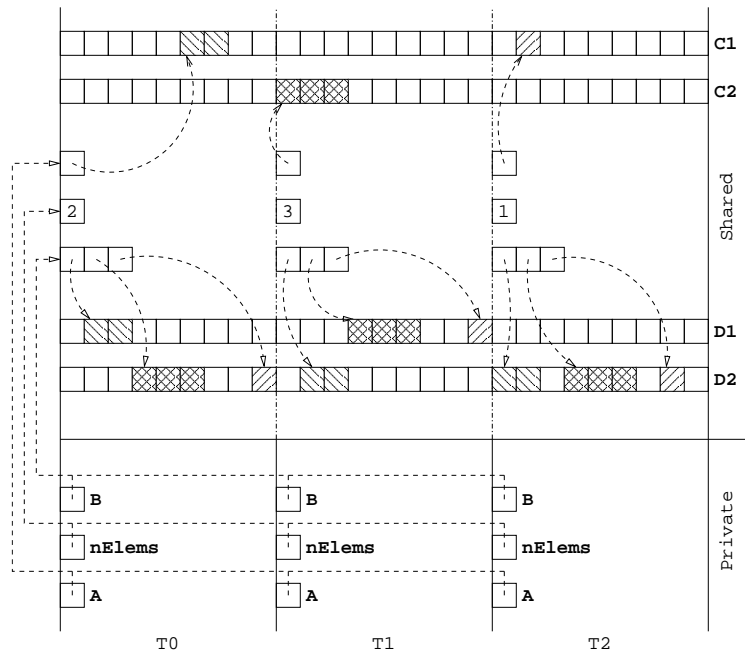 C1
C2
2 3 1
Shared
D1
D2
B B B
nElems nElems nElems
Private
A A A
T0 T1 T2